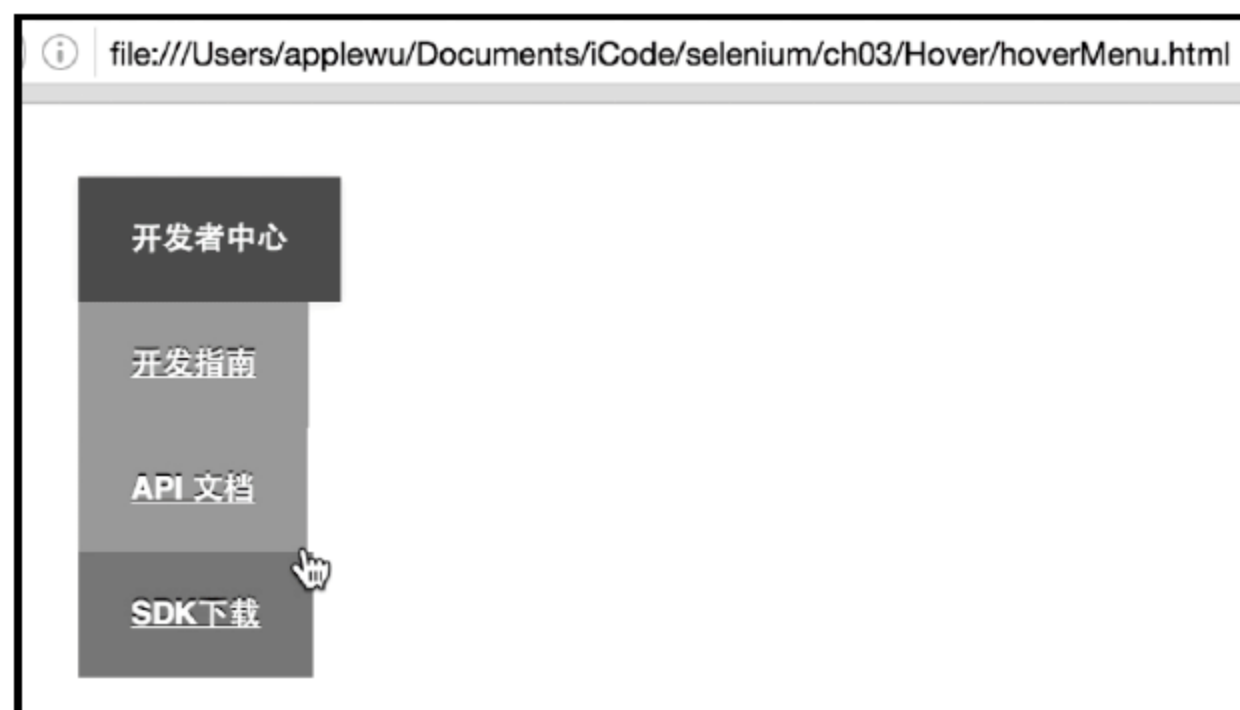 file:///Users/applewu/Documents/iCode/selenium/ch03/Hover/hoverMenu.html
开发者中心
开发指南
API 文档
SDK下载